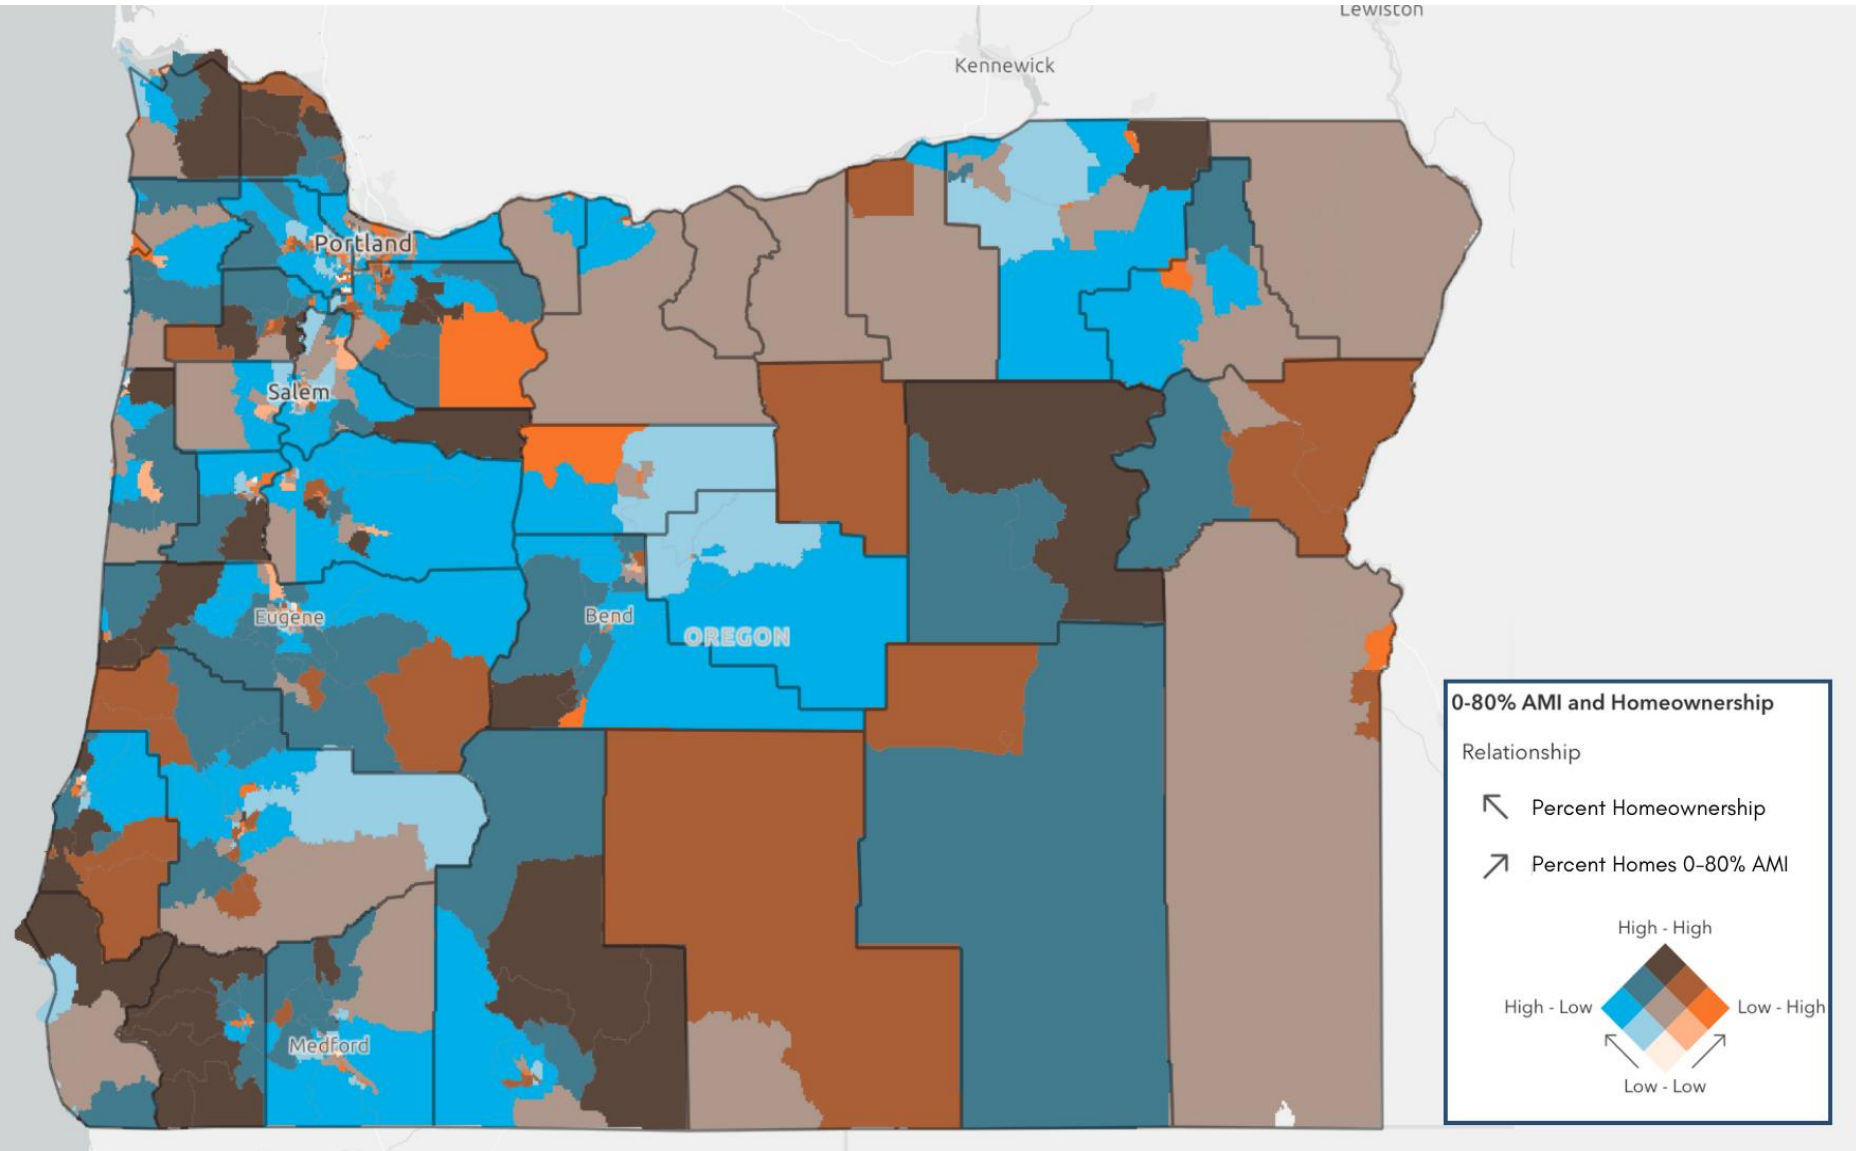 Lewiston
Kennewick
Portland
Salem
Eugene
Bend
OREGON
Medford
0-80% AMI and Homeownership
Relationship
Percent Homeownership
Percent Homes 0-80% AMI
High - High
High - Low
Low - High
Low - Low